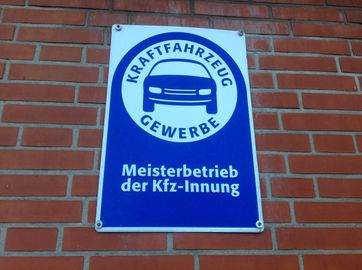 KRAFTFAHRZEUG
GEWERBE
Meisterbetrieb
der Kfz-Innung